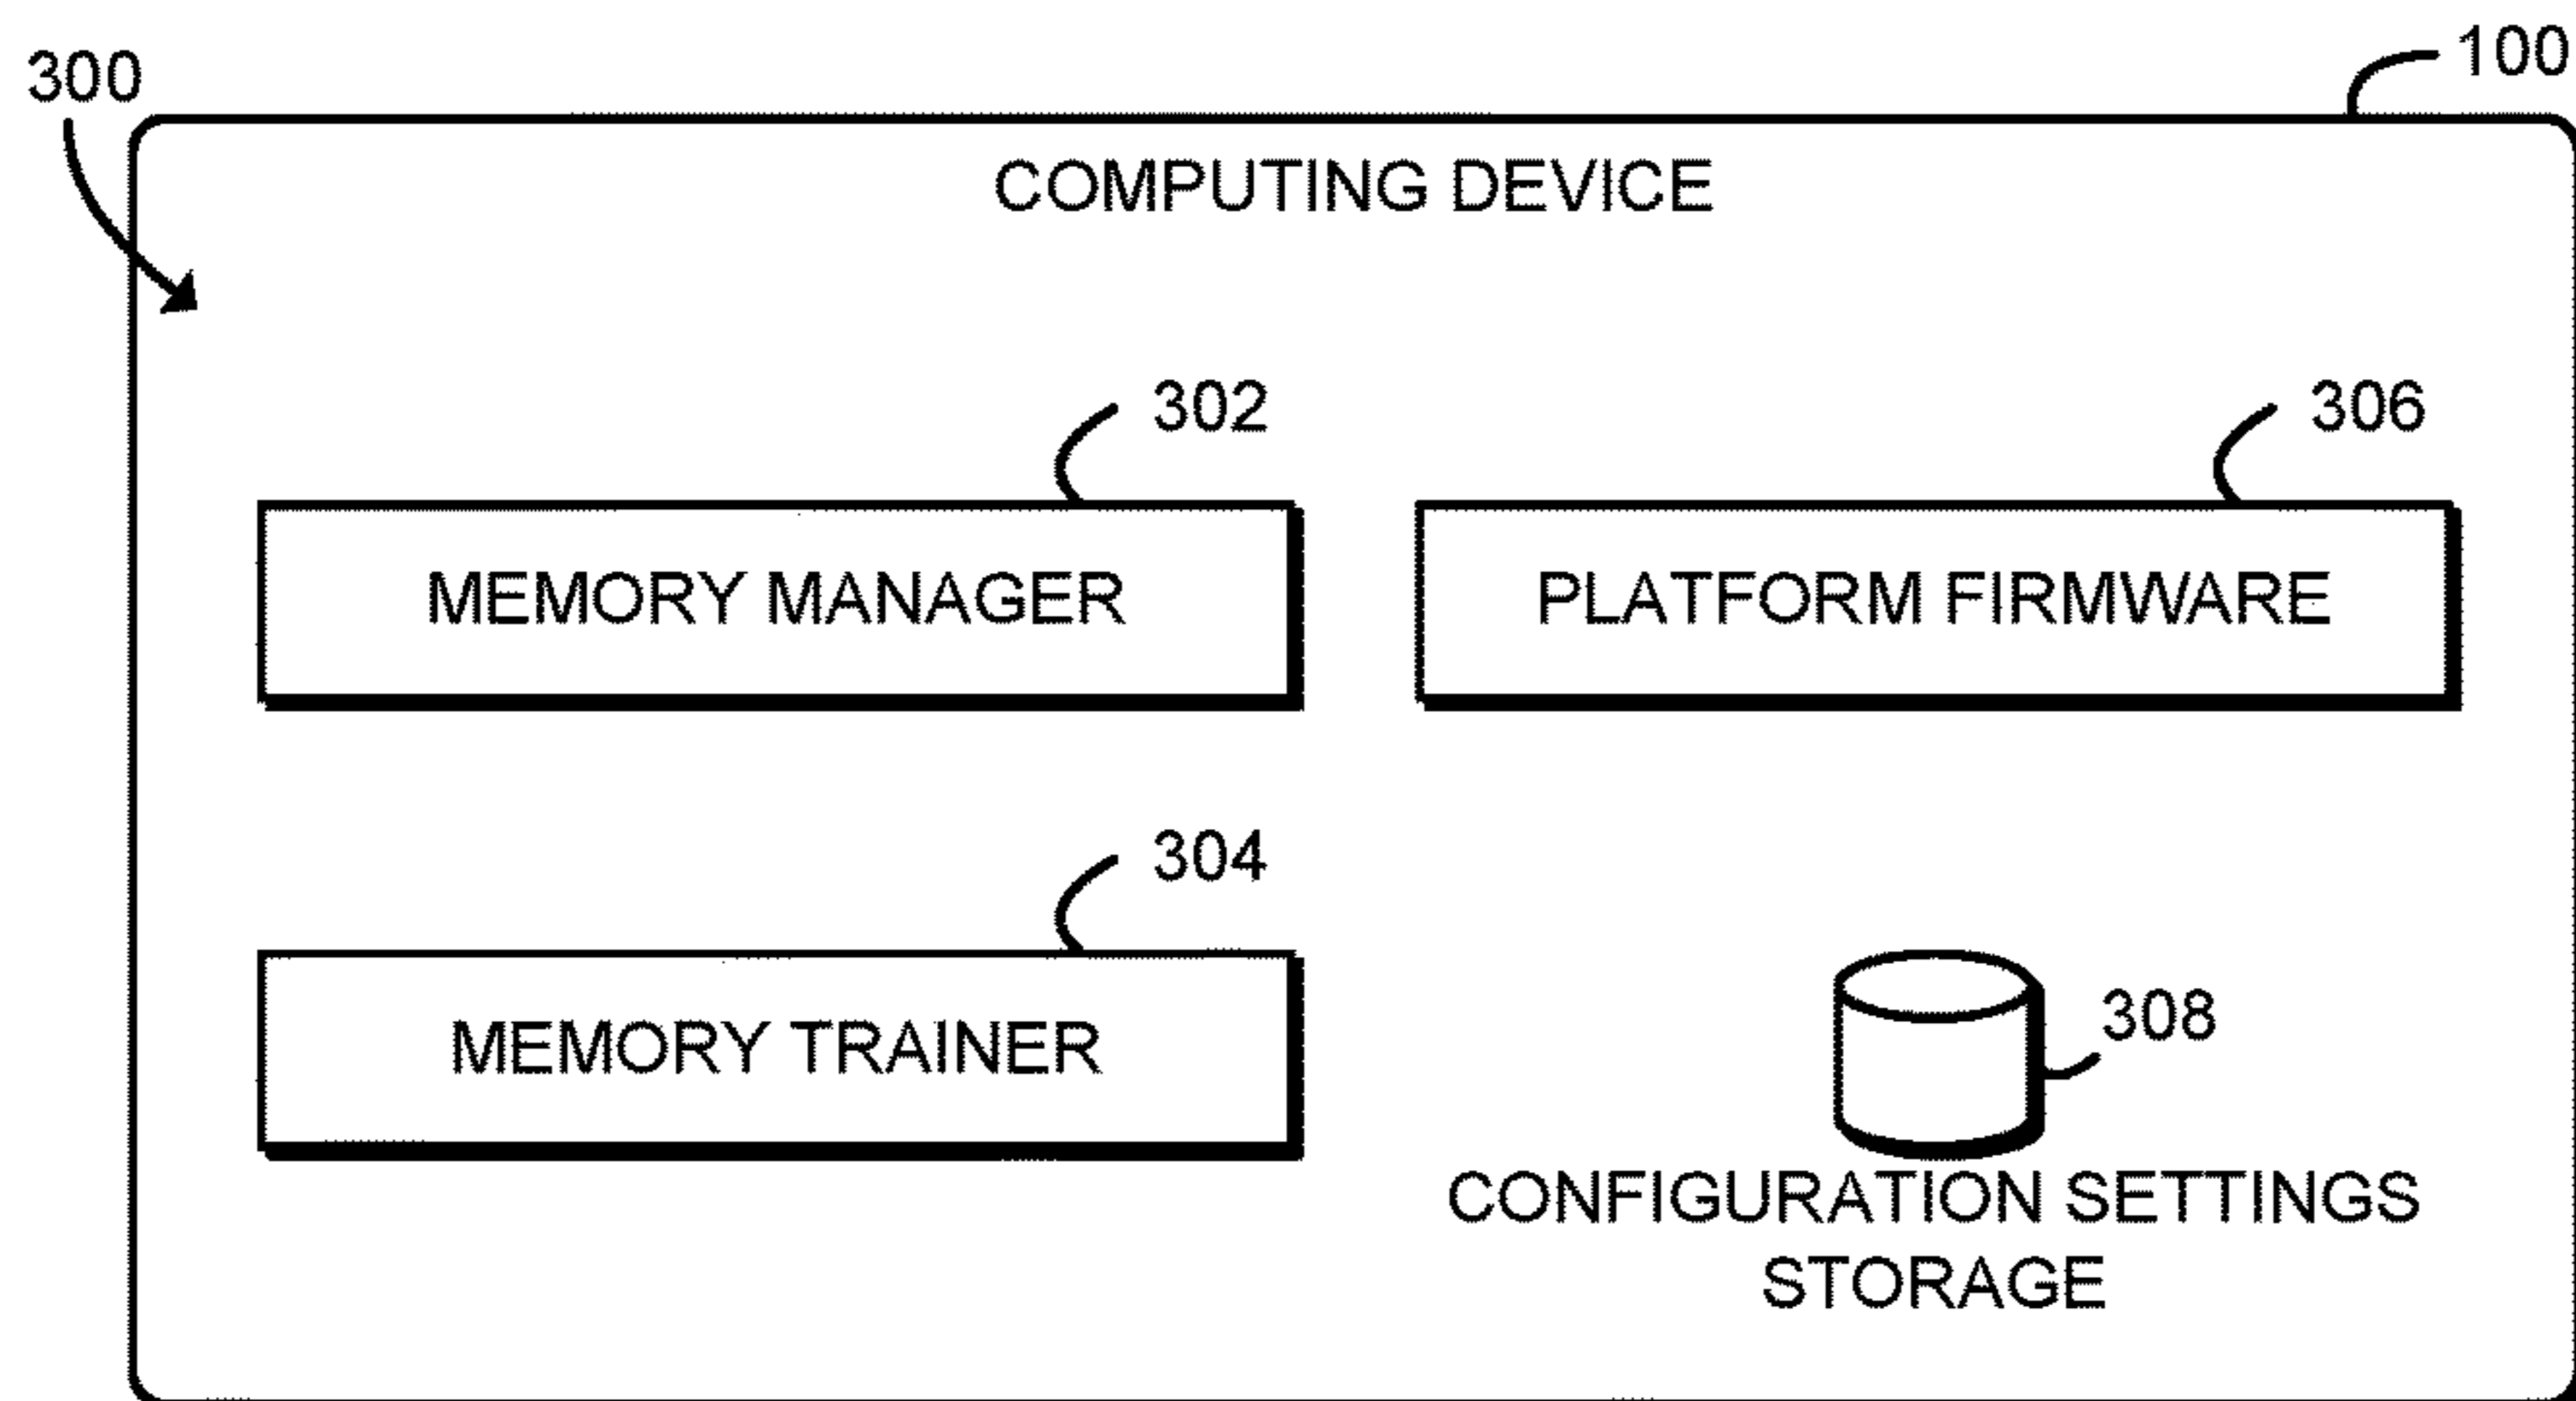 300
100
COMPUTING DEVICE
302
306
MEMORY MANAGER
PLATFORM FIRMWARE
304
MEMORY TRAINER
308
CONFIGURATION SETTINGS
STORAGE